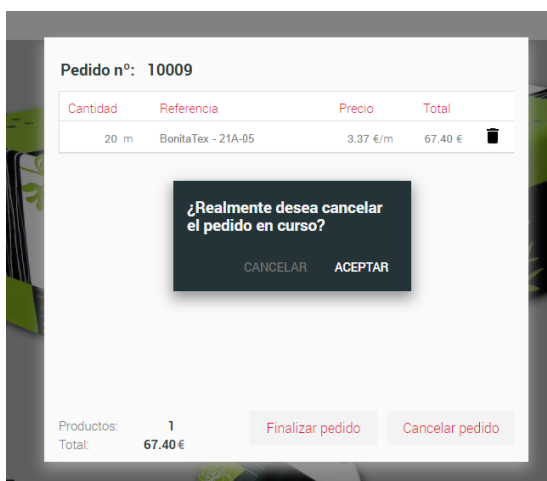 Pedido nº: 10009
Cantidad Referencia Precio Total
20 m BonitaTex - 21A-05 3.37 €/m 67.40 €
¿Realmente desea cancelar
el pedido en curso?
CANCELAR ACEPTAR
Productos: 1
Total: 67.40 €
Finalizar pedido Cancelar pedido